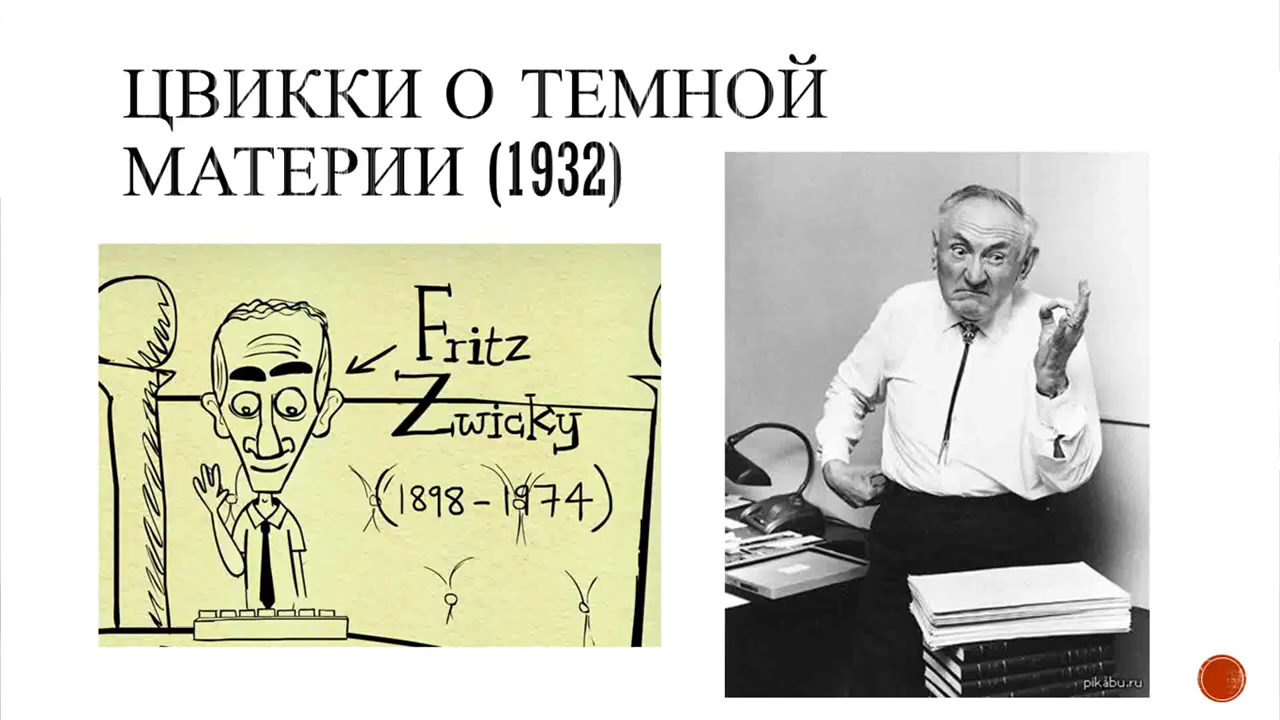 ЦВИККИ О ТЕМНОЙ
МАТЕРИИ (1932)
Fritz
Zwicky
(1898-1974)
pikabu.ru